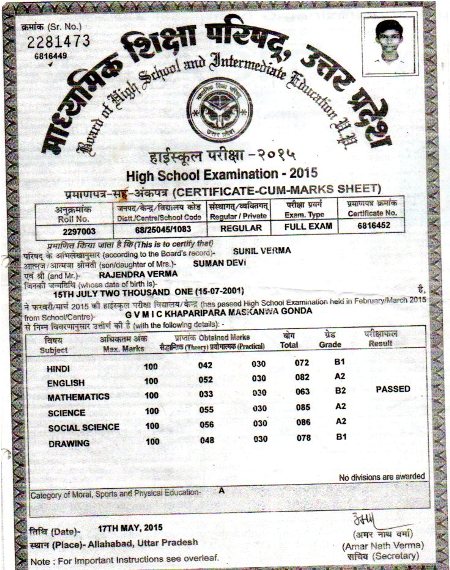 क्रमांक (Sr. No.)
2281473
6816449
माध्यमिक शिक्षा परिषद, उत्तर प्रदेश
Board of High School and Intermediate Education U.P.
हाईस्कूल परीक्षा - २०१५
High School Examination - 2015
प्रमाणपत्र-सह-अंकपत्र (CERTIFICATE-CUM-MARKS SHEET)
अनुक्रमांक जनपद/केन्द्र/विद्यालय कोड संस्थागत/व्यक्तिगत परीक्षा प्रकार प्रमाणपत्र क्रमांक
Roll No. Distt./Centre/School Code Regular / Private Exam. Type Certificate No.
2297003 68/25045/1083 REGULAR FULL EXAM 6816452
प्रमाणित किया जाता है कि (This is to certify that)
परिषद के अभिलेखानुसार (according to the Board's record)- SUNIL VERMA
आत्मज/आत्मजा श्रीमती (son/daughter of Mrs.)- SUMAN DEVI
एवं श्री (and Mr.)- RAJENDRA VERMA
जिनकी जन्मतिथि (whose date of birth is).
15TH JULY TWO THOUSAND ONE (15-07-2001) है,
ने फरवरी/मार्च 2015 की हाईस्कूल परीक्षा विद्यालय/केन्द्र (has passed High School Examination held in February/March 2015
from School/Centre)- G V M I C KHAPARIPARA MASKANWA GONDA
से निम्न विवरणानुसार उत्तीर्ण की है (with the following details):
विषय अधिकतम अंक प्राप्तांक Obtained Marks योग ग्रेड परीक्षाफल
Subject Max. Marks सैद्धान्तिक (Theory) प्रयोगात्मक (Practical) Total Grade Result
HINDI 100 042 030 072 B1
ENGLISH 100 052 030 082 A2
MATHEMATICS 100 033 030 063 B2 PASSED
SCIENCE 100 055 030 085 A2
SOCIAL SCIENCE 100 056 030 086 A2
DRAWING 100 048 030 078 B1
No divisions are awarded
Category of Moral, Sports and Physical Education- A
तिथि (Date)- 17TH MAY, 2015
स्थान (Place)- Allahabad, Uttar Pradesh
(अमर नाथ वर्मा)
(Amar Nath Verma)
सचिव (Secretary)
Note : For Important Instructions see overleaf.